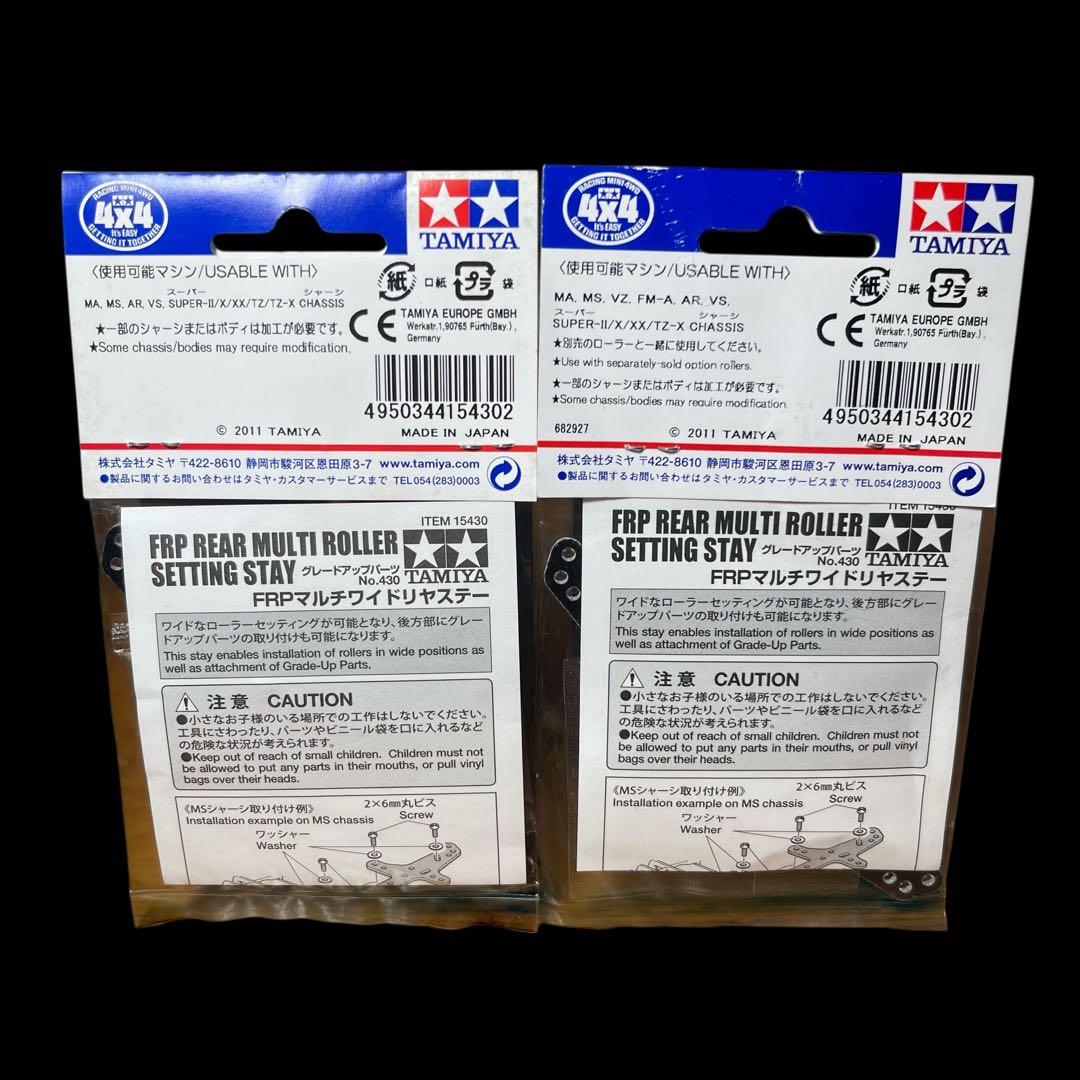 RACING MINI 4WD
4x4
It's EASY
GETTING IT TOGETHER
TAMIYA
〈使用可能マシン/USABLE WITH〉
スーパー シャーシ
MA, MS, AR, VS, SUPER-II/X/XX/TZ/TZ-X CHASSIS
★一部のシャーシまたはボディは加工が必要です。
★Some chassis/bodies may require modification.
紙
口紙
プラ
袋
CE
TAMIYA EUROPE GMBH
Werkstr.1,90765 Fürth(Bay.),
Germany
4950344154302
© 2011 TAMIYA
MADE IN JAPAN
株式会社タミヤ 〒422-8610 静岡市駿河区恩田原3-7 www.tamiya.com
●製品に関するお問い合わせはタミヤ・カスタマーサービスまで TEL054(283)0003
ITEM 15430
FRP REAR MULTI ROLLER
SETTING STAY グレードアップパーツ
No.430
TAMIYA
FRPマルチワイドリヤステー
ワイドなローラーセッティングが可能となり、後方部にグレー
ドアップパーツの取り付けも可能になります。
This stay enables installation of rollers in wide positions as
well as attachment of Grade-Up Parts.
注意 CAUTION
●小さなお子様のいる場所での工作はしないでください。
工具にさわったり、パーツやビニール袋を口に入れるなど
の危険な状況が考えられます。
●Keep out of reach of small children. Children must not
be allowed to put any parts in their mouths, or pull vinyl
bags over their heads.
《MSシャーシ取り付け例》
Installation example on MS chassis
2×6mm丸ビス
Screw
ワッシャー
Washer
RACING MINI 4WD
4x4
It's EASY
GETTING IT TOGETHER
TAMIYA
〈使用可能マシン/USABLE WITH〉
MA, MS, VZ, FM-A, AR, VS,
スーパー シャーシ
SUPER-II/X/XX/TZ-X CHASSIS
★別売のローラーと一緒に使用してください。
★Use with separately-sold option rollers.
★一部のシャーシまたはボディは加工が必要です。
★Some chassis/bodies may require modification.
紙
口紙
プラ
袋
CE
TAMIYA EUROPE GMBH
Werkstr.1,90765 Fürth(Bay.),
Germany
4950344154302
682927
© 2011 TAMIYA
MADE IN JAPAN
株式会社タミヤ 〒422-8610 静岡市駿河区恩田原3-7 www.tamiya.com
●製品に関するお問い合わせはタミヤ・カスタマーサービスまで TEL054(283)0003
ITEM 15430
FRP REAR MULTI ROLLER
SETTING STAY グレードアップパーツ
No.430
TAMIYA
FRPマルチワイドリヤステー
ワイドなローラーセッティングが可能となり、後方部にグレー
ドアップパーツの取り付けも可能になります。
This stay enables installation of rollers in wide positions as
well as attachment of Grade-Up Parts.
注意 CAUTION
●小さなお子様のいる場所での工作はしないでください。
工具にさわったり、パーツやビニール袋を口に入れるなど
の危険な状況が考えられます。
●Keep out of reach of small children. Children must not
be allowed to put any parts in their mouths, or pull vinyl
bags over their heads.
《MSシャーシ取り付け例》
Installation example on MS chassis
2×6mm丸ビス
Screw
ワッシャー
Washer